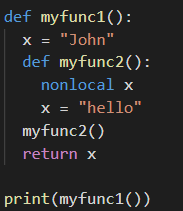 def myfunc1():
  x = "John"
  def myfunc2():
    nonlocal x
    x = "hello"
  myfunc2()
  return x

print(myfunc1())